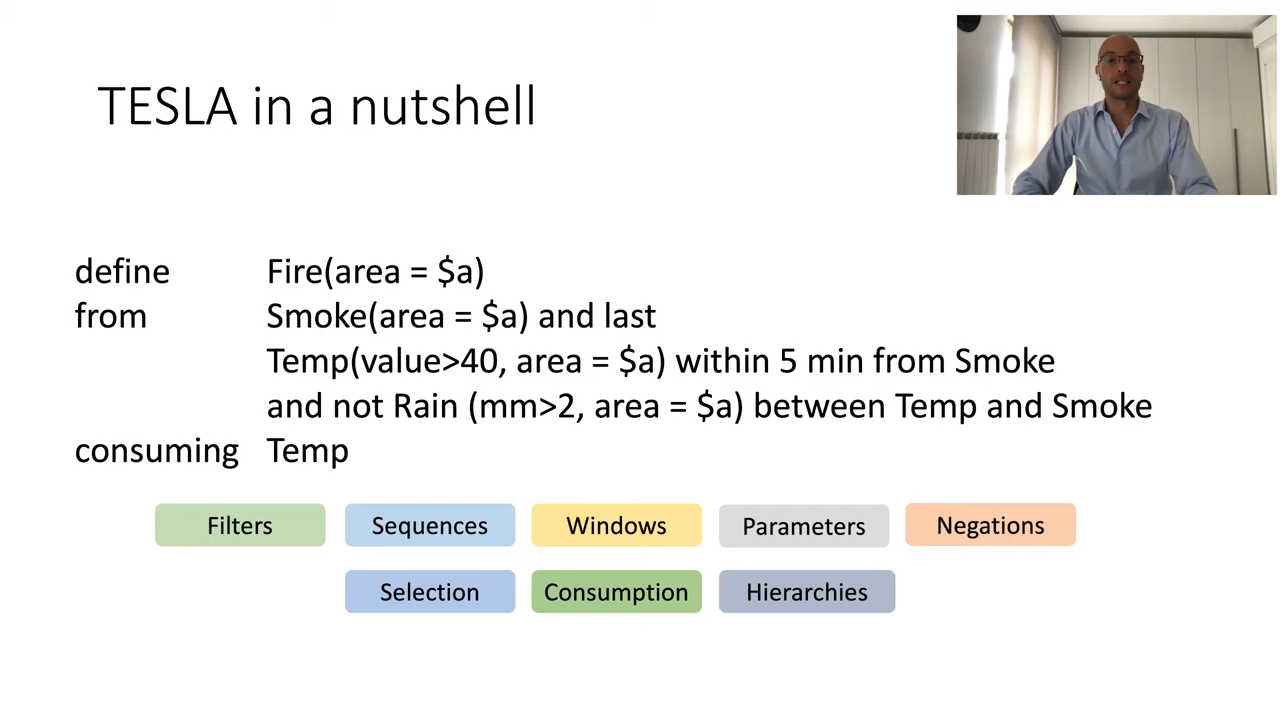 TESLA in a nutshell
define Fire(area = $a)
from Smoke(area = $a) and last
Temp(value>40, area = $a) within 5 min from Smoke
and not Rain (mm>2, area = $a) between Temp and Smoke
consuming Temp
Filters Sequences Windows Parameters Negations
Selection Consumption Hierarchies